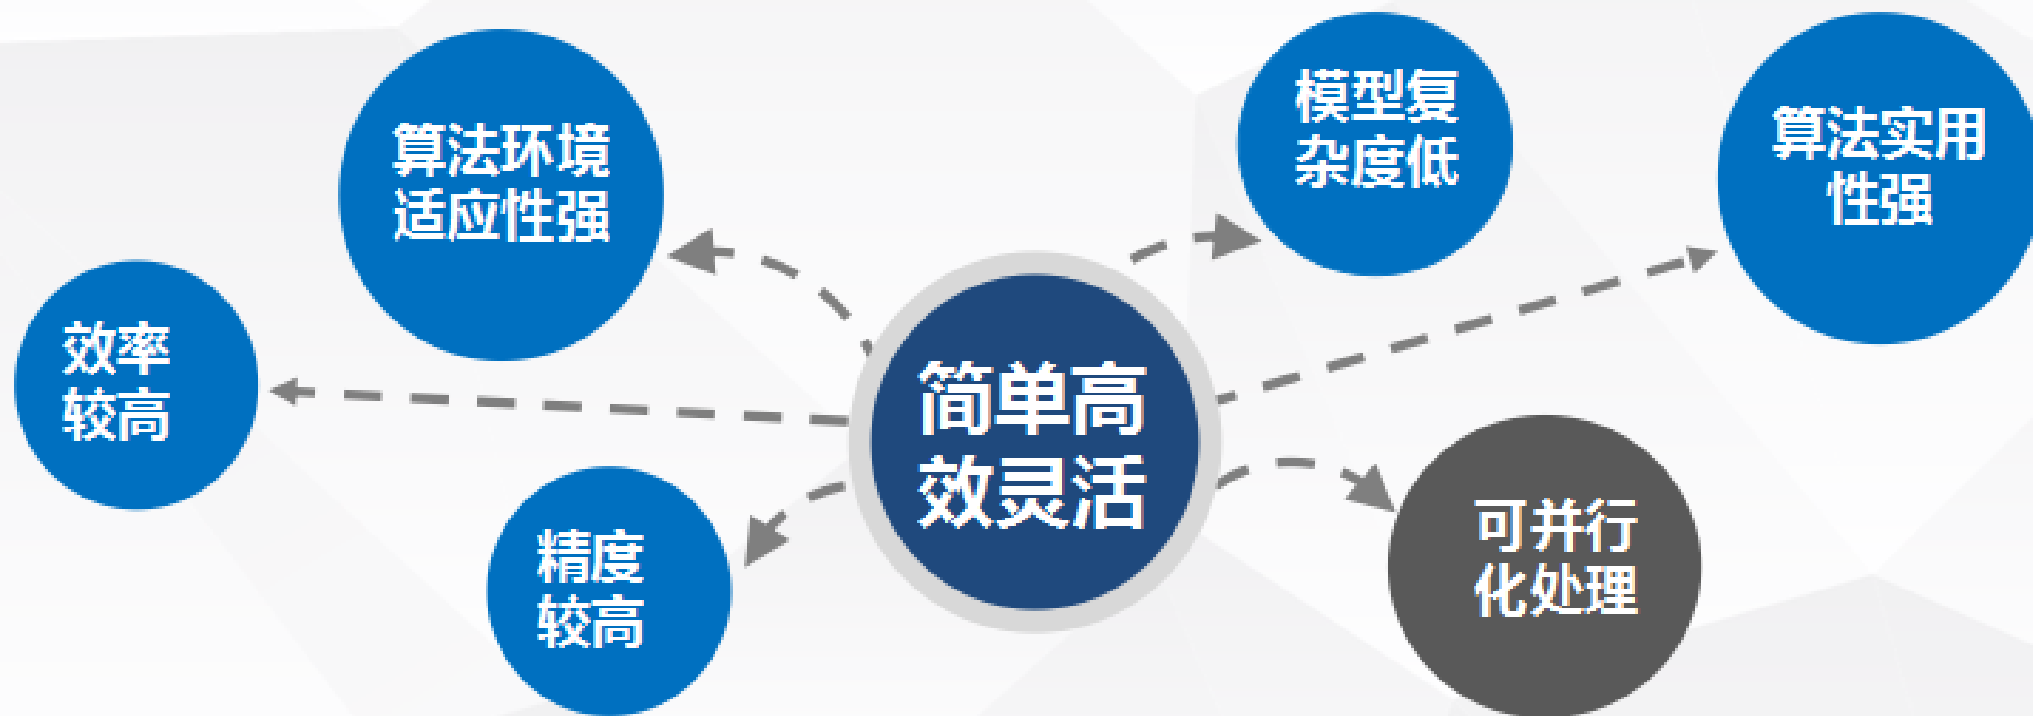 算法环境
适应性强
模型复
杂度低
算法实用
性强
效率
较高
简单高
效灵活
精度
较高
可并行
化处理